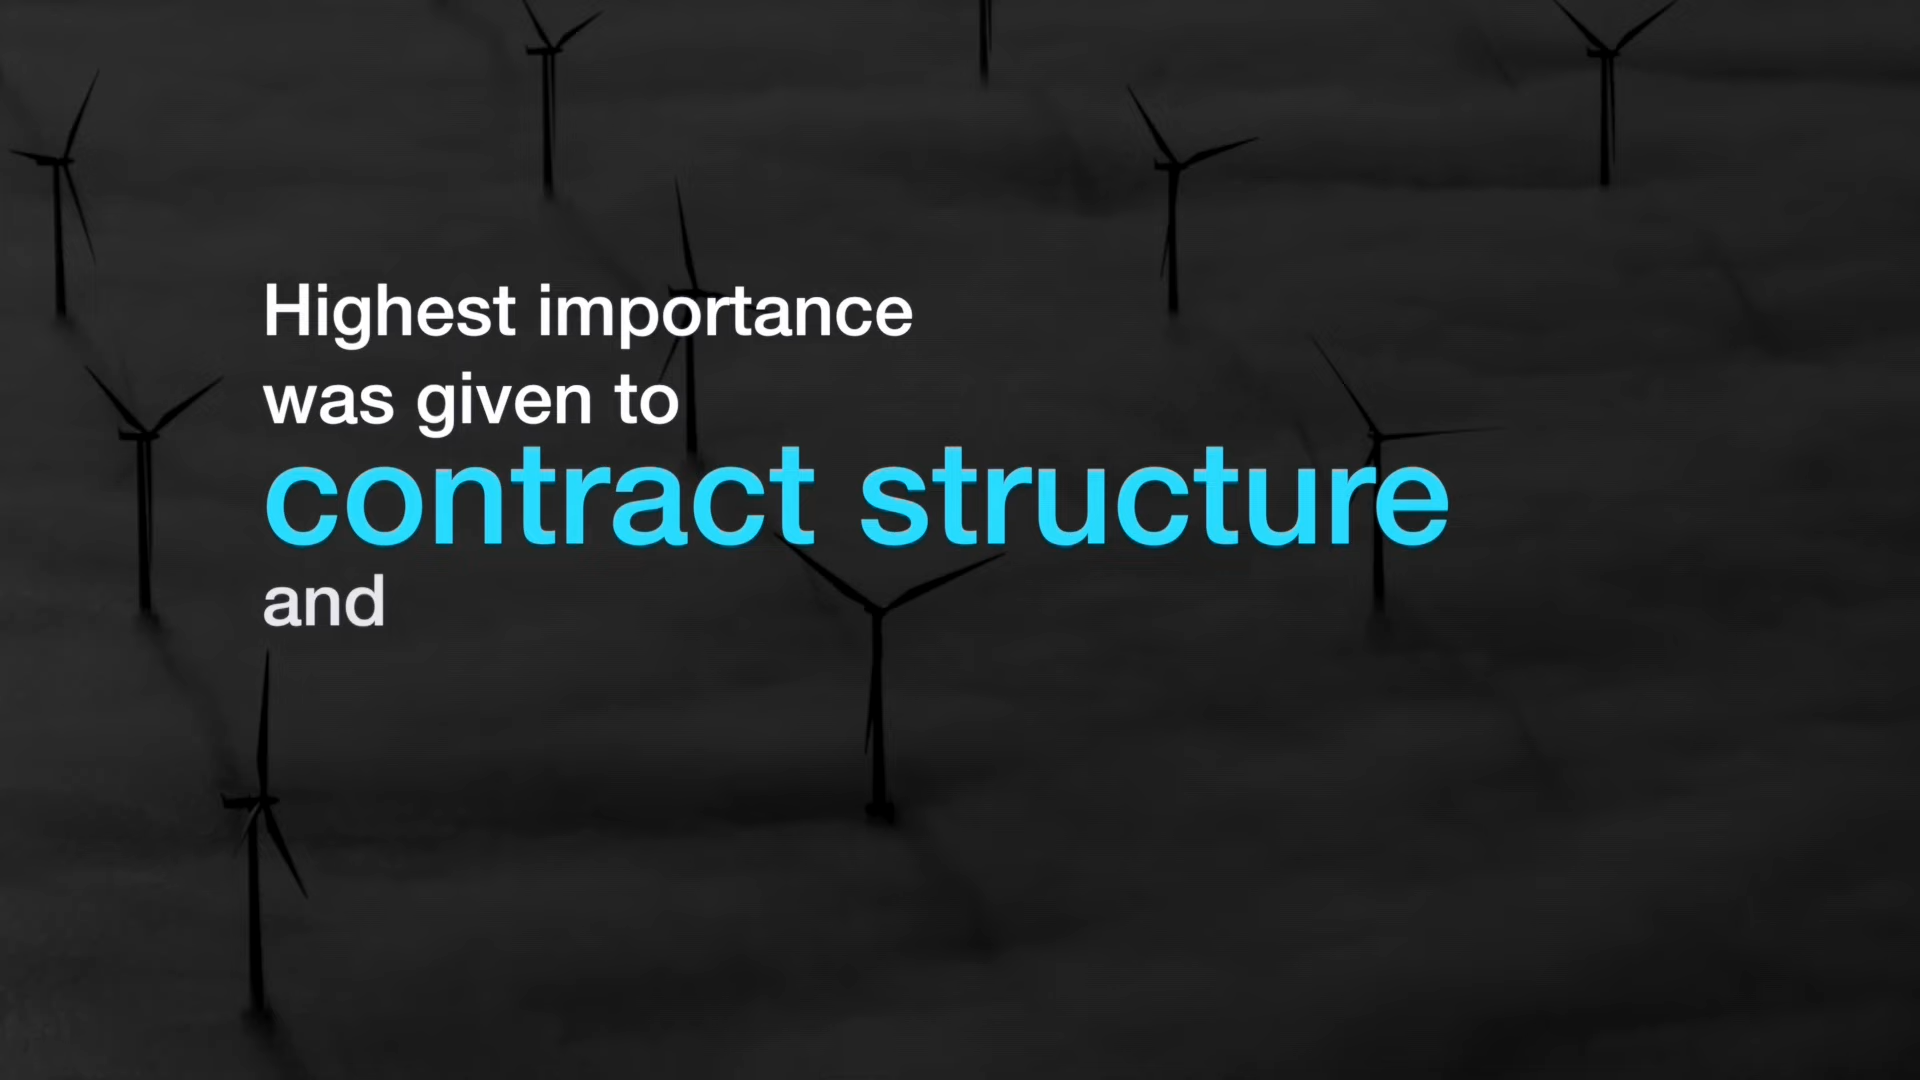 Highest importance
was given to
contract structure
and